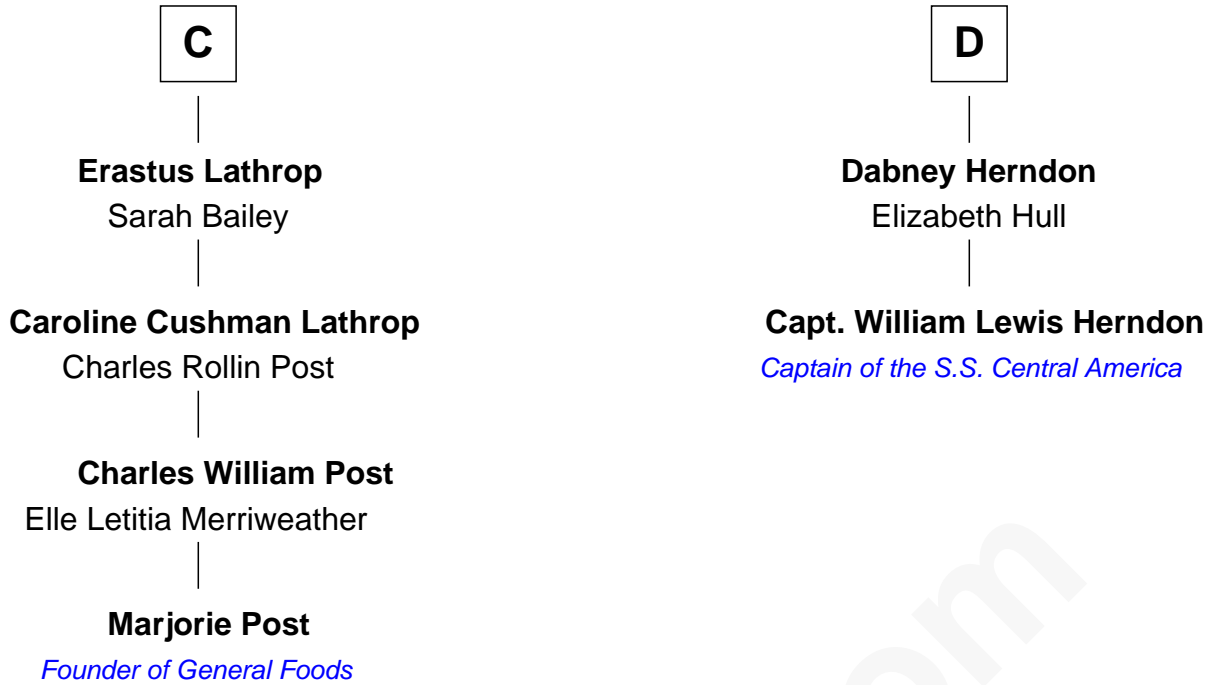 C
Erastus Lathrop
Sarah Bailey
Caroline Cushman Lathrop
Charles Rollin Post
Charles William Post
Elle Letitia Merriweather
Marjorie Post
Founder of General Foods
D
Dabney Herndon
Elizabeth Hull
Capt. William Lewis Herndon
Captain of the S.S. Central America
om